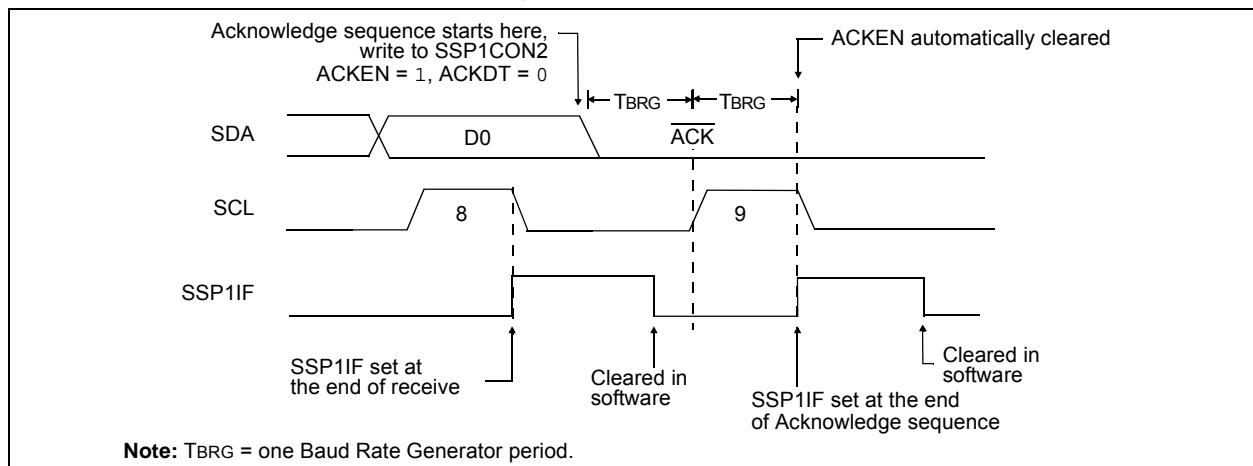 Acknowledge sequence starts here,
write to SSP1CON2
ACKEN = 1, ACKDT = 0
ACKEN automatically cleared
TBRG
TBRG
SDA
D0
ACK
SCL
8
9
SSP1IF
SSP1IF set at
the end of receive
Cleared in
software
SSP1IF set at the end
of Acknowledge sequence
Cleared in
software
Note: TBRG = one Baud Rate Generator period.